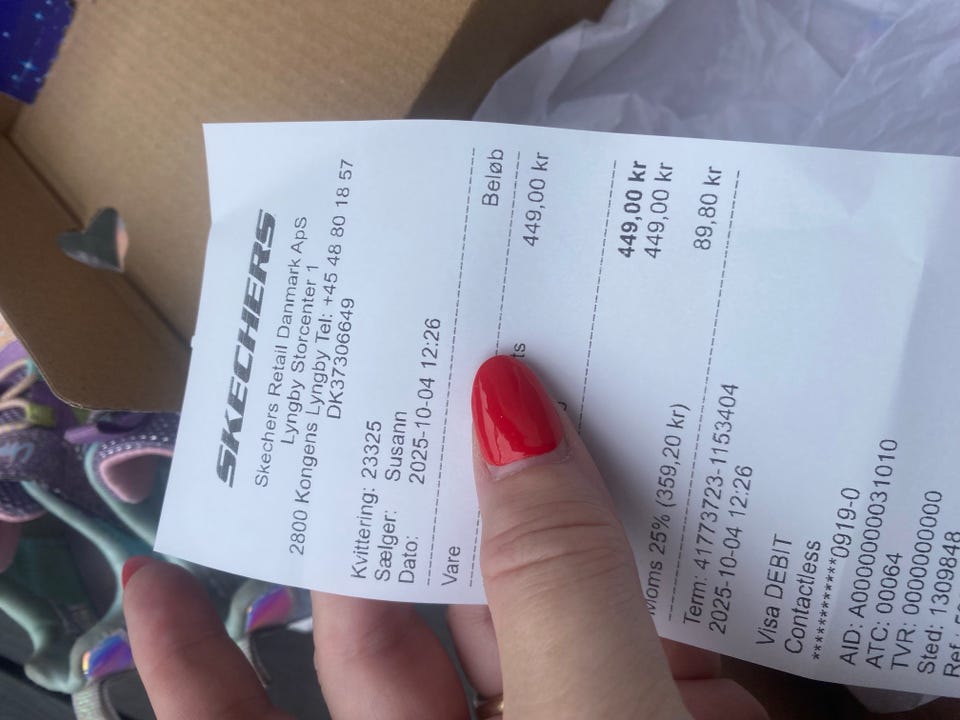 SKECHERS
Skechers Retail Danmark ApS
Lyngby Storcenter 1
2800 Kongens Lyngby Tel: +45 48 80 18 57
DK37306649
Kvittering: 23325
Sælger: Susann
Dato: 2025-10-04 12:26
Vare Beløb
ts 449,00 kr
449,00 kr
449,00 kr
Moms 25% (359,20 kr) 89,80 kr
Term: 41773723-1153404
2025-10-04 12:26
Visa DEBIT
Contactless
************0919-0
AID: A0000000031010
ATC: 00064
TVR: 0000000000
Sted: 1309848
Ref.: